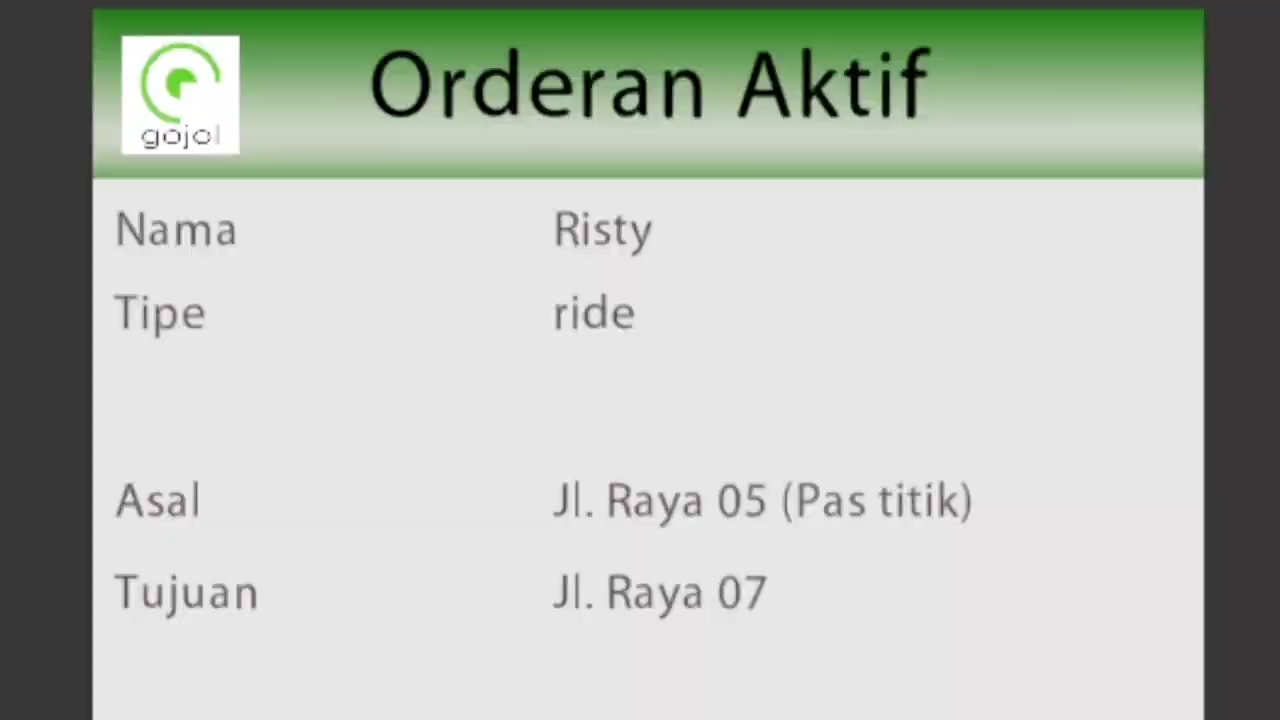 Orderan Aktif
gojol
Nama Risty
Tipe ride
Asal Jl. Raya 05 (Pas titik)
Tujuan Jl. Raya 07